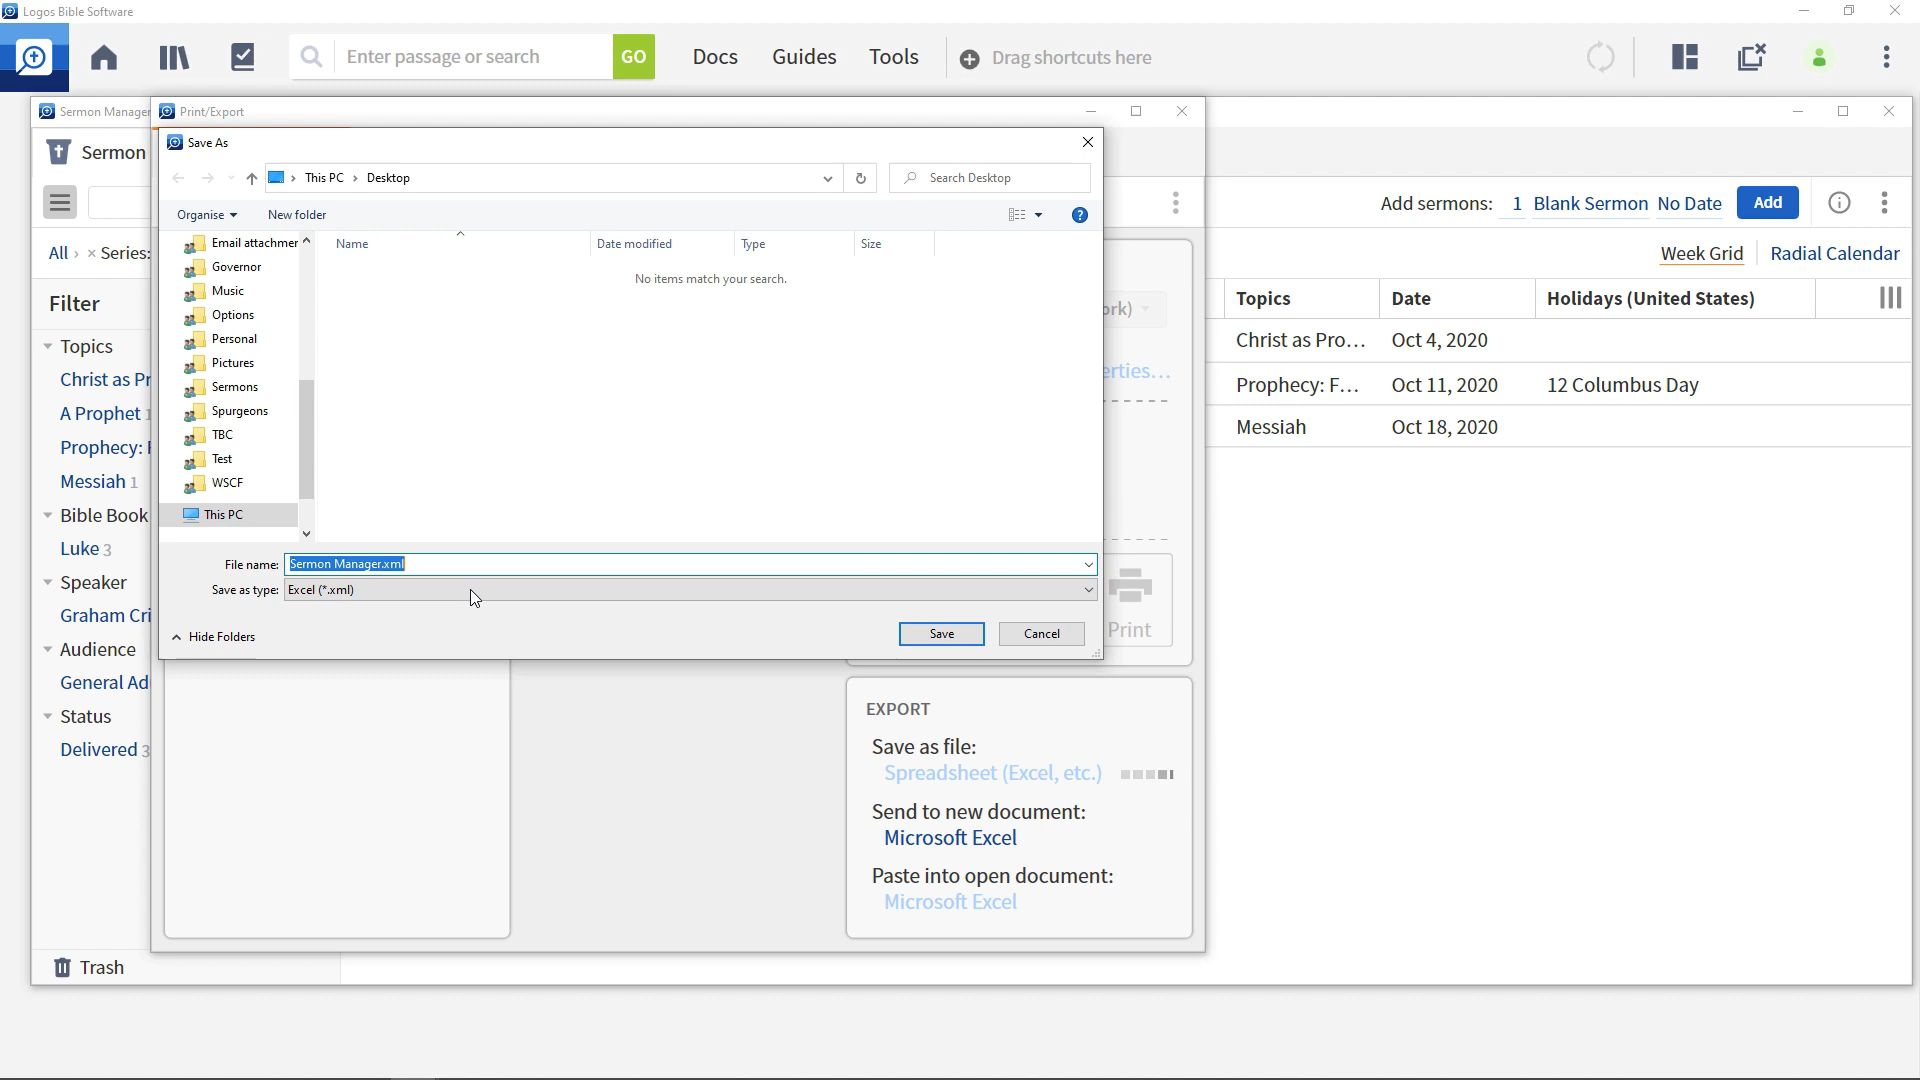 Logos Bible Software
Enter passage or search
GO
Docs
Guides
Tools
Drag shortcuts here
Sermon Manager
Print/Export
Sermon
Save As
This PC › Desktop
Search Desktop
Organise
New folder
Add sermons: 1 Blank Sermon No Date
Add
All › × Series:
Week Grid
Radial Calendar
Name
Date modified
Type
Size
No items match your search.
Email attachmen
Governor
Music
Options
Personal
Pictures
Sermons
Spurgeons
TBC
Test
WSCF
This PC
File name: Sermon Manager.xml
Save as type: Excel (*.xml)
Hide Folders
Save
Cancel
Filter
Topics
Christ as Pr
A Prophet 1
Prophecy:
Messiah 1
Bible Book
Luke 3
Speaker
Graham Cri
Audience
General Ad
Status
Delivered 3
Trash
ork)
erties...
Print
EXPORT
Save as file:
Spreadsheet (Excel, etc.)
Send to new document:
Microsoft Excel
Paste into open document:
Microsoft Excel
Topics Date Holidays (United States)
Christ as Pro... Oct 4, 2020
Prophecy: F... Oct 11, 2020 12 Columbus Day
Messiah Oct 18, 2020